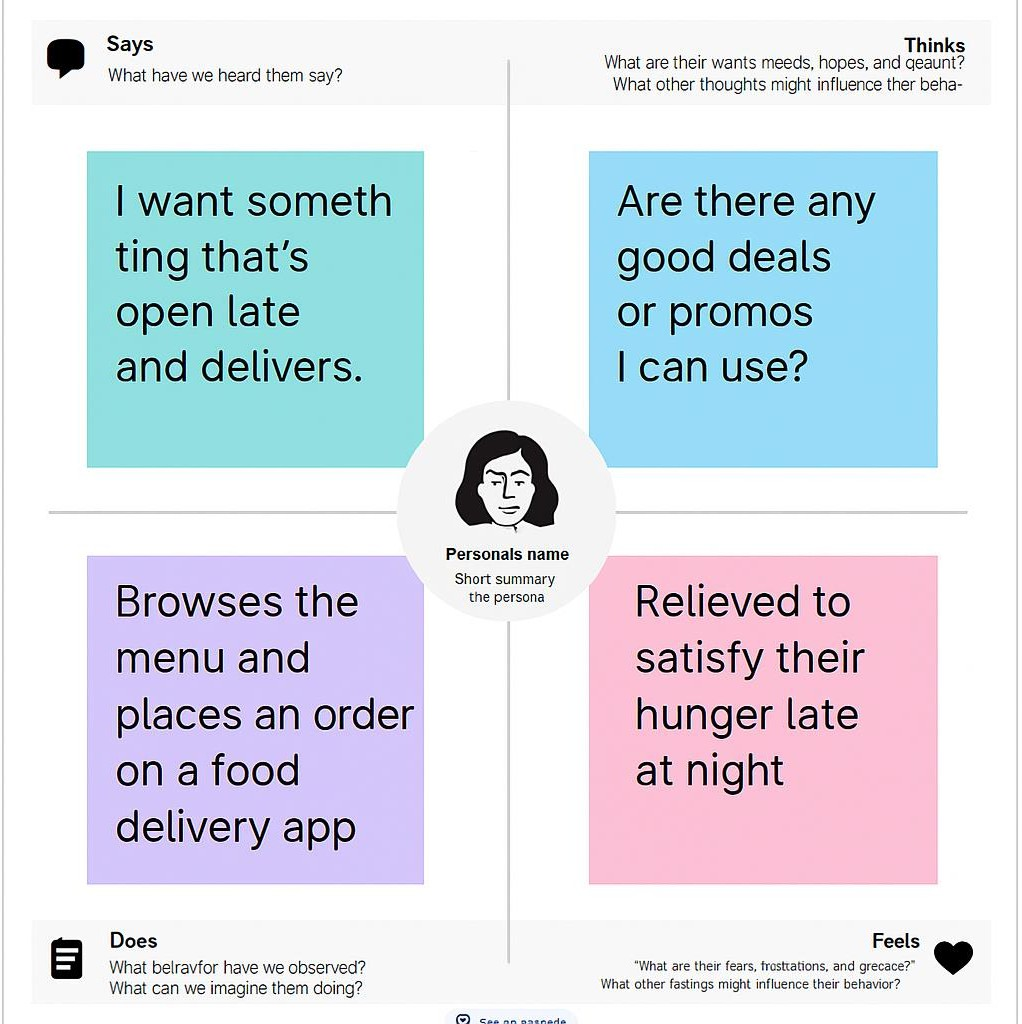 Says
What have we heard them say?
Thinks
What are their wants meeds, hopes, and qeaunt?
What other thoughts might influence ther beha-
I want someth
ting that's
open late
and delivers.
Are there any
good deals
or promos
I can use?
Personals name
Short summary
the persona
Browses the
menu and
places an order
on a food
delivery app
Relieved to
satisfy their
hunger late
at night
Does
What belravfor have we observed?
What can we imagine them doing?
Feels
"What are their fears, frostrations, and grecace?"
What other fastings might influence their behavior?
See an